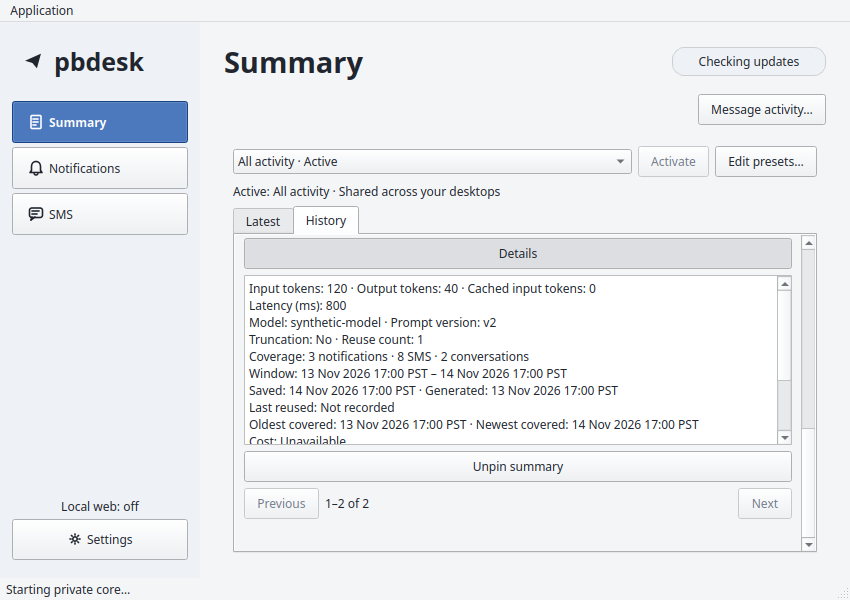 Application
pbdesk
Summary
Checking updates
Message activity...
Summary
Notifications
SMS
All activity · Active
Activate
Edit presets...
Active: All activity · Shared across your desktops
Latest
History
Details
Input tokens: 120 · Output tokens: 40 · Cached input tokens: 0
Latency (ms): 800
Model: synthetic-model · Prompt version: v2
Truncation: No · Reuse count: 1
Coverage: 3 notifications · 8 SMS · 2 conversations
Window: 13 Nov 2026 17:00 PST – 14 Nov 2026 17:00 PST
Saved: 14 Nov 2026 17:00 PST · Generated: 13 Nov 2026 17:00 PST
Last reused: Not recorded
Oldest covered: 13 Nov 2026 17:00 PST · Newest covered: 14 Nov 2026 17:00 PST
Cost: Unavailable
Unpin summary
Previous
1–2 of 2
Next
Local web: off
Settings
Starting private core...